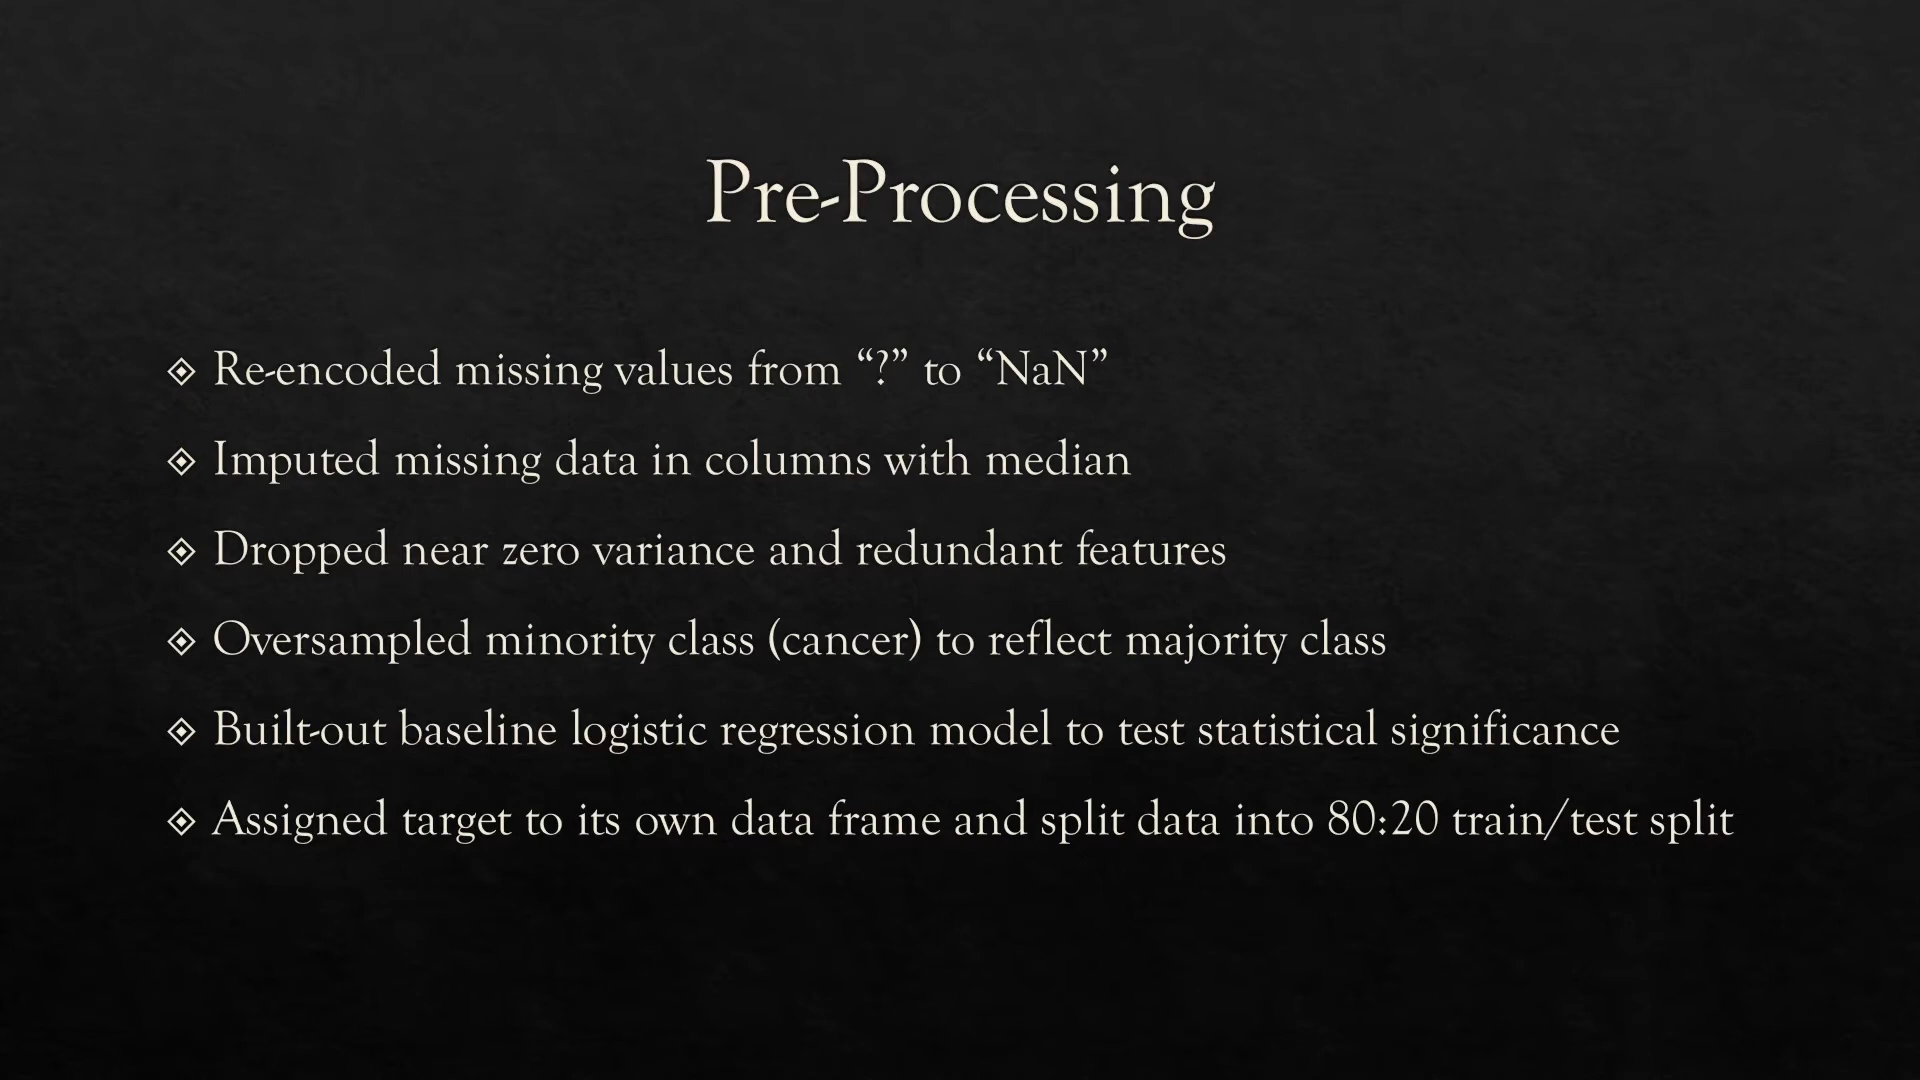 Pre-Processing
Re-encoded missing values from “?” to “NaN”
Imputed missing data in columns with median
Dropped near zero variance and redundant features
Oversampled minority class (cancer) to reflect majority class
Built-out baseline logistic regression model to test statistical significance
Assigned target to its own data frame and split data into 80:20 train/test split